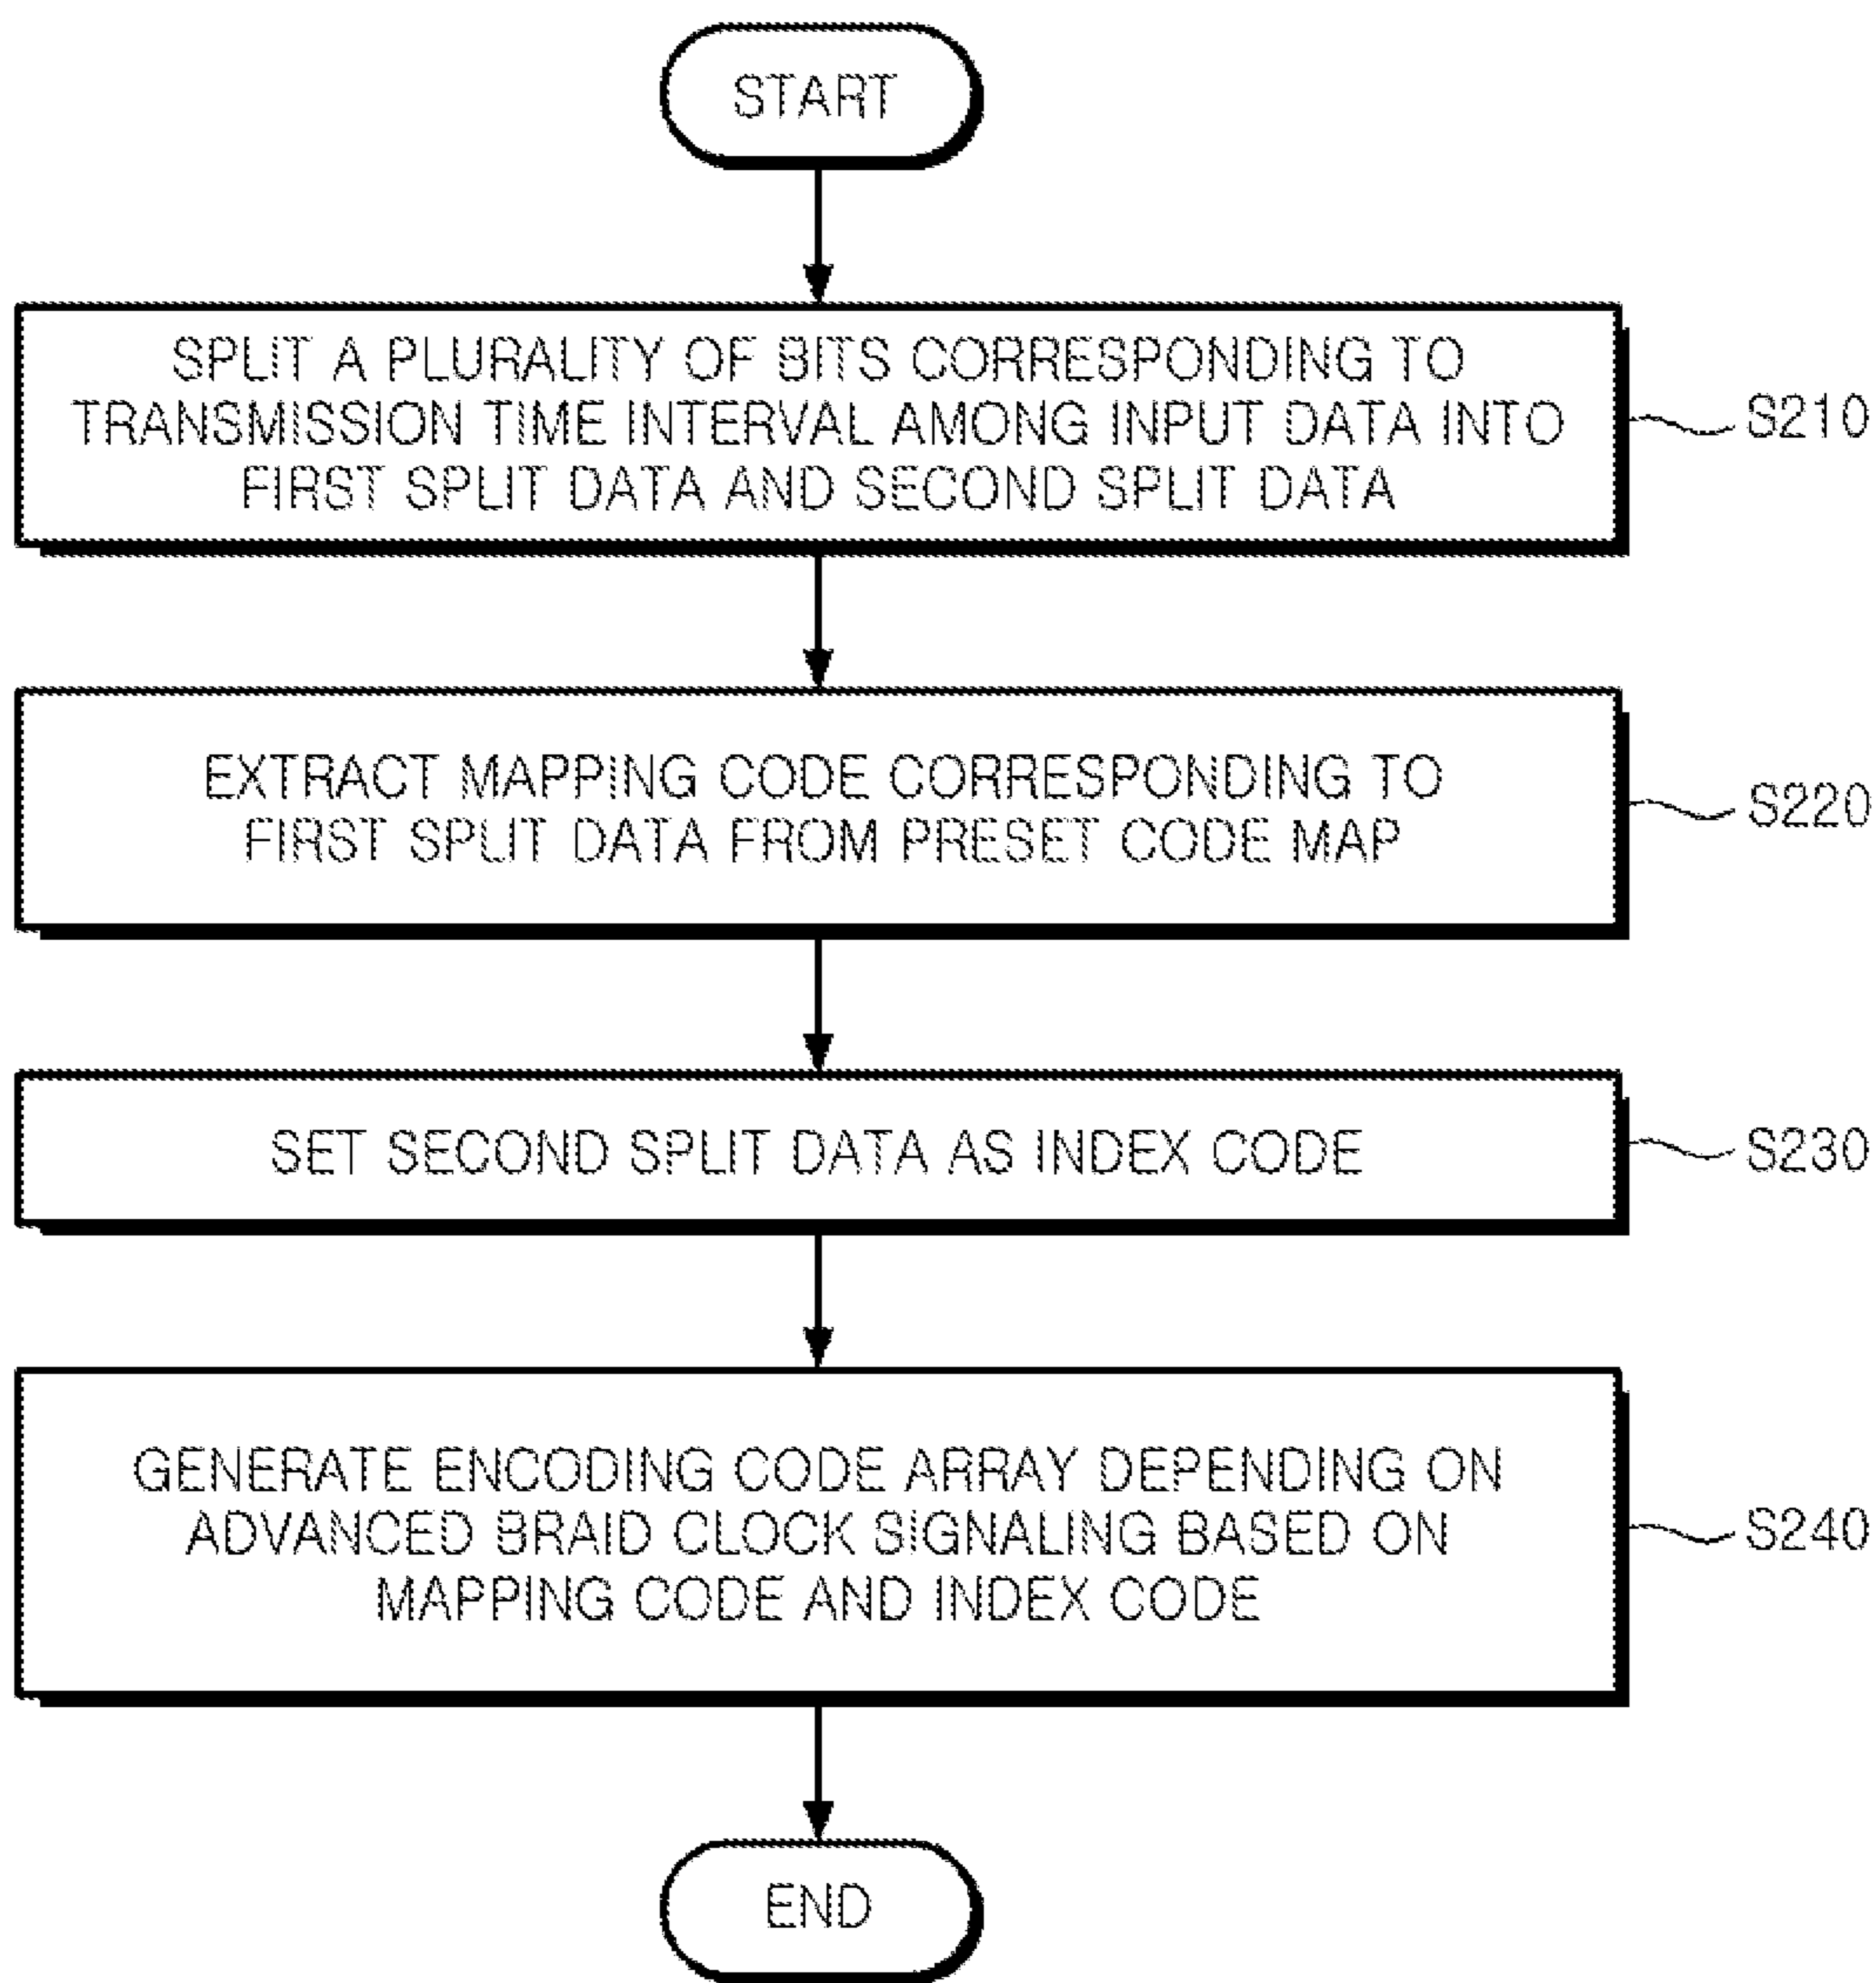 START
SPLIT A PLURALITY OF BITS CORRESPONDING TO
TRANSMISSION TIME INTERVAL AMONG INPUT DATA INTO
FIRST SPLIT DATA AND SECOND SPLIT DATA
S210
EXTRACT MAPPING CODE CORRESPONDING TO
FIRST SPLIT DATA FROM PRESET CODE MAP
S220
SET SECOND SPLIT DATA AS INDEX CODE
S230
GENERATE ENCODING CODE ARRAY DEPENDING ON
ADVANCED BRAID CLOCK SIGNALING BASED ON
MAPPING CODE AND INDEX CODE
S240
END